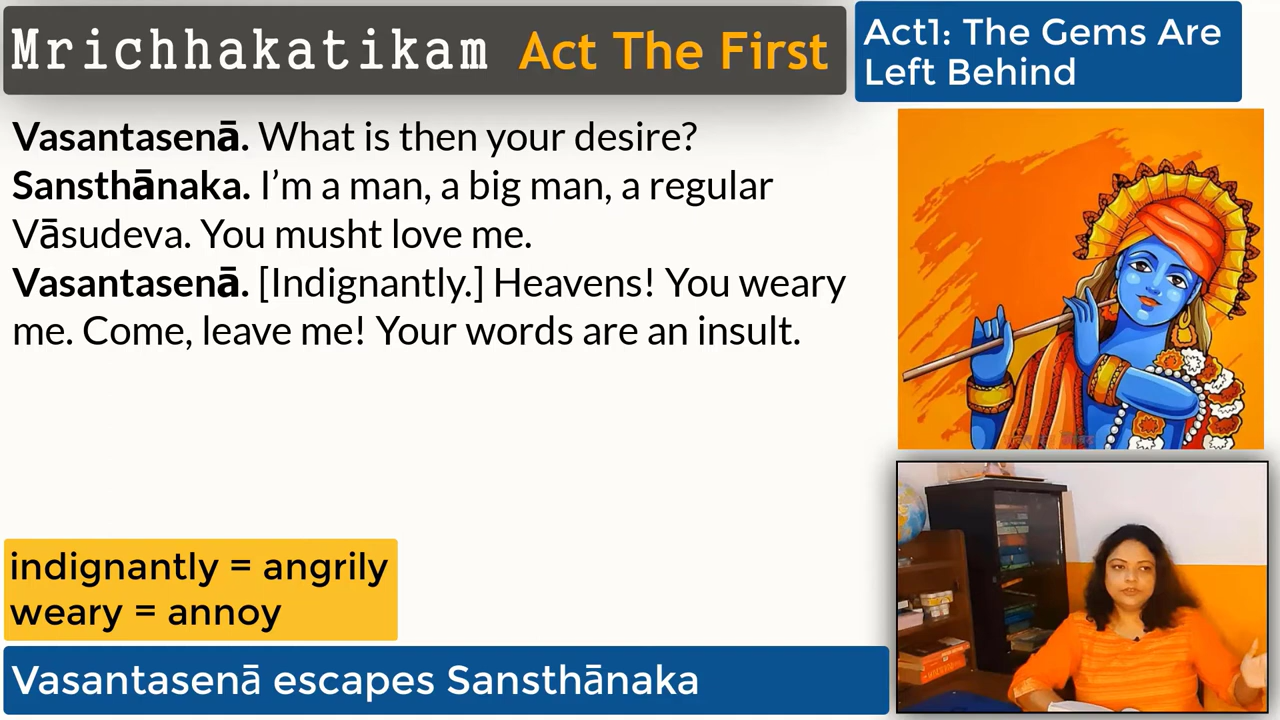 Mrichhakatikam Act The First
Act1: The Gems Are
Left Behind
Vasantasenā. What is then your desire?
Sansthānaka. I’m a man, a big man, a regular
Vāsudeva. You musht love me.
Vasantasenā. [Indignantly.] Heavens! You weary
me. Come, leave me! Your words are an insult.
indignantly = angrily
weary = annoy
Vasantasenā escapes Sansthānaka